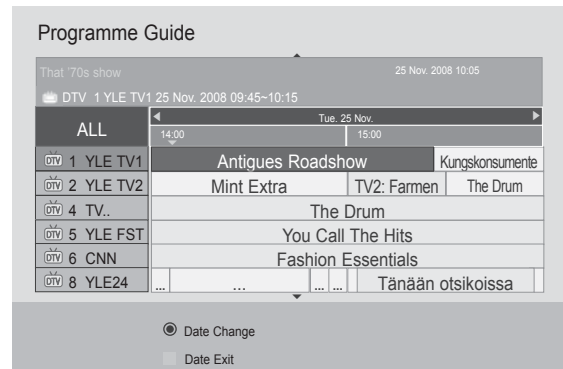 Programme Guide
That '70s show
25 Nov. 2008 10:05
DTV 1 YLE TV1 25 Nov. 2008 09:45~10:15
ALL
Tue. 25 Nov.
14:00 15:00
DTV 1 YLE TV1 Antigues Roadshow Kungskonsumente
DTV 2 YLE TV2 Mint Extra TV2: Farmen The Drum
DTV 4 TV.. The Drum
DTV 5 YLE FST You Call The Hits
DTV 6 CNN Fashion Essentials
DTV 8 YLE24 ... ... ... ... Tänään otsikoissa
Date Change
Date Exit